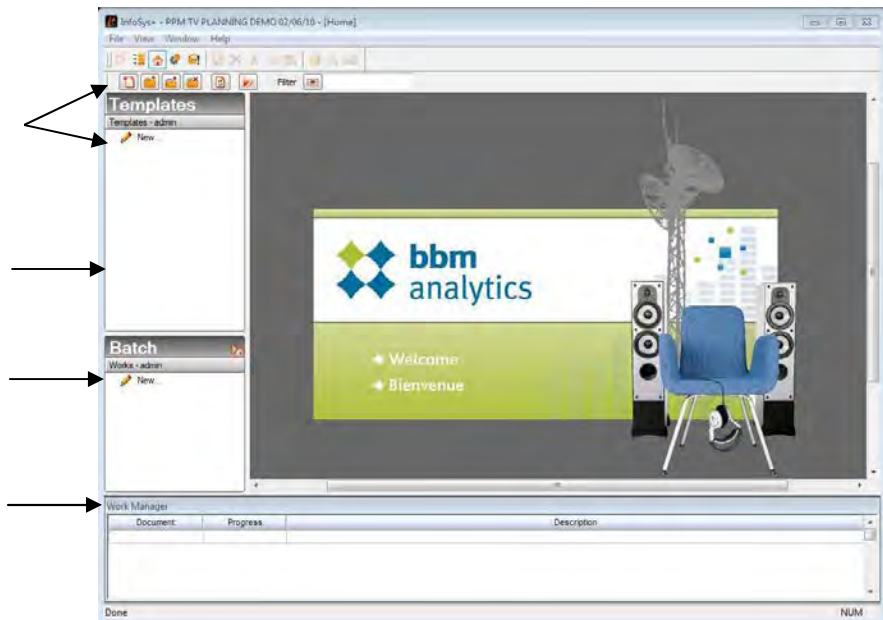 InfoSys+ - PPM TV PLANNING DEMO 02/06/10 - [Home]
File View Window Help
Filter
Templates
Templates - admin
New...
bbm
analytics
Welcome
Bienvenue
Batch
Works - admin
New...
Work Manager
Document Progress Description
Done NUM